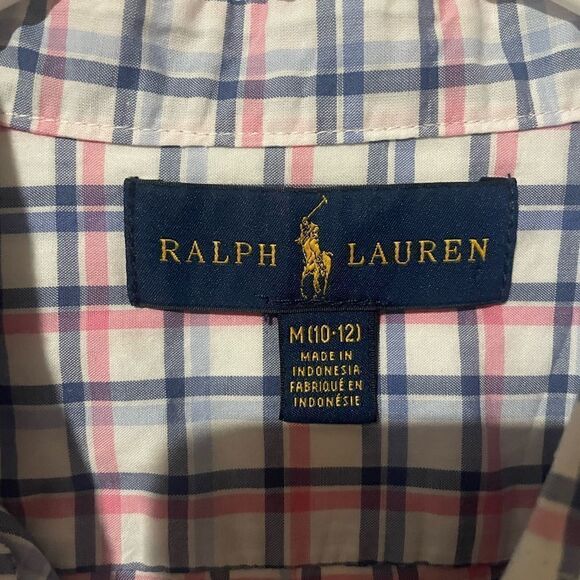 RALPH LAUREN
M(10-12)
MADE IN
INDONESIA
FABRIQUÉ EN
INDONÉSIE